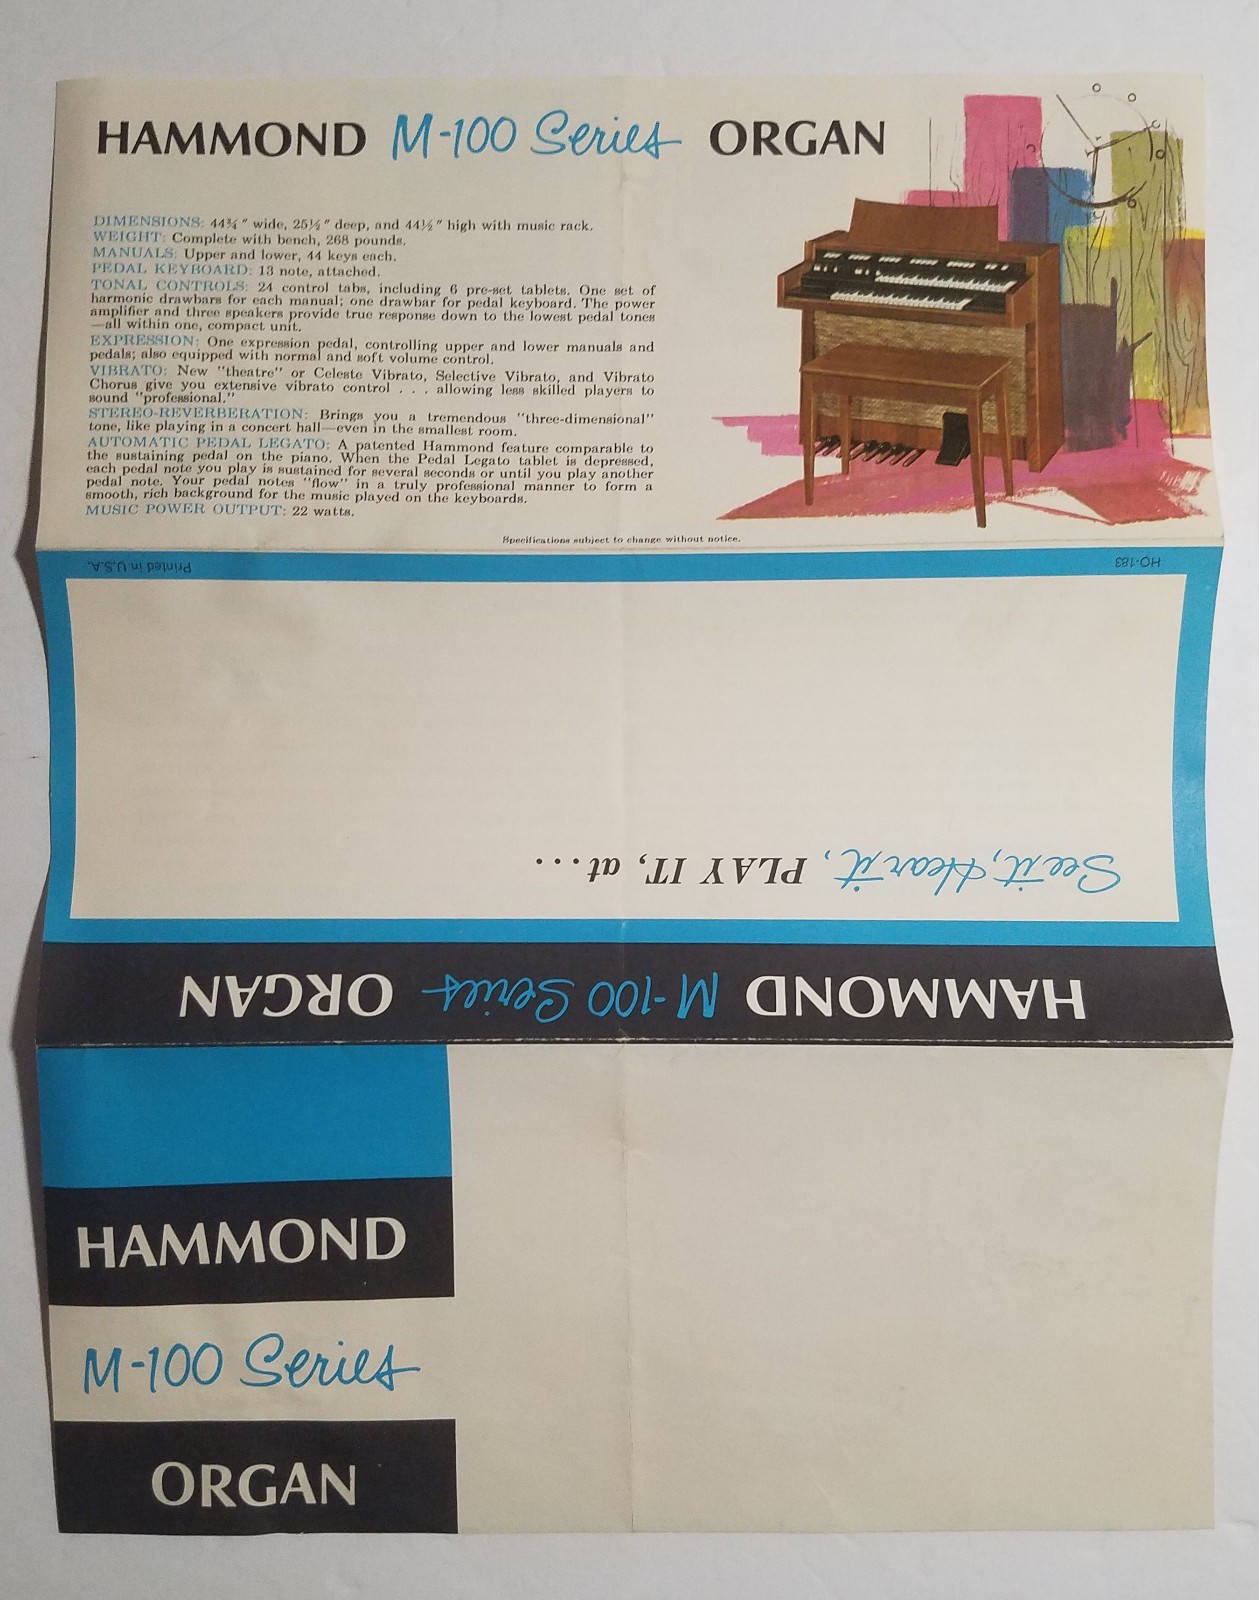 HAMMOND M-100 Series ORGAN
DIMENSIONS: 44¾" wide, 25½" deep, and 44½" high with music rack.
WEIGHT: Complete with bench, 268 pounds.
MANUALS: Upper and lower, 44 keys each.
PEDAL KEYBOARD: 13 note, attached.
TONAL CONTROLS: 24 control tabs, including 6 pre-set tablets. One set of
harmonic drawbars for each manual; one drawbar for pedal keyboard. The power
amplifier and three speakers provide true response down to the lowest pedal tones
—all within one, compact unit.
EXPRESSION: One expression pedal, controlling upper and lower manuals and
pedals; also equipped with normal and soft volume control.
VIBRATO: New "theatre" or Celeste Vibrato, Selective Vibrato, and Vibrato
Chorus give you extensive vibrato control . . . allowing less skilled players to
sound "professional."
STEREO-REVERBERATION: Brings you a tremendous "three-dimensional"
tone, like playing in a concert hall—even in the smallest room.
AUTOMATIC PEDAL LEGATO: A patented Hammond feature comparable to
the sustaining pedal on the piano. When the Pedal Legato tablet is depressed,
each pedal note you play is sustained for several seconds or until you play another
pedal note. Your pedal notes "flow" in a truly professional manner to form a
smooth, rich background for the music played on the keyboards.
MUSIC POWER OUTPUT: 22 watts.
Specifications subject to change without notice.
HAMMOND M-100 Series ORGAN
See it, Hear it, PLAY IT, at . . .
HO-183 Printed in U.S.A.
HAMMOND
M-100 Series
ORGAN